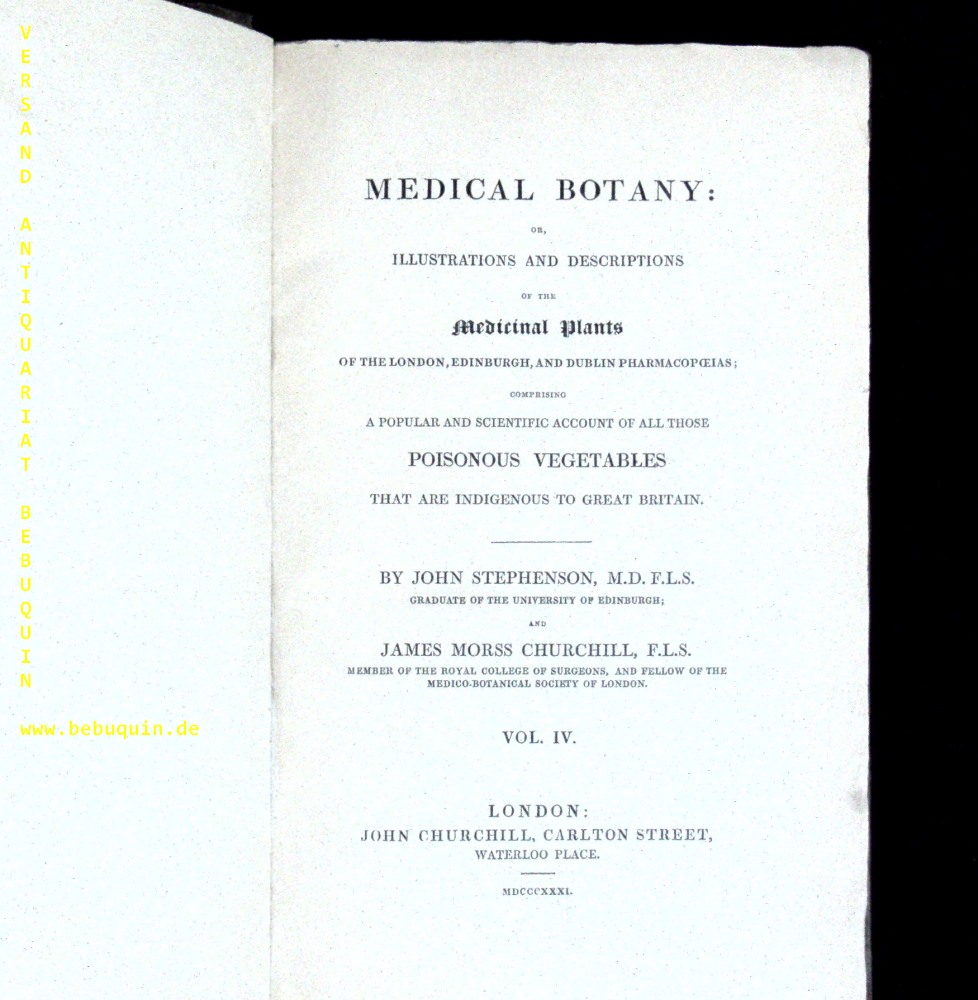 VERSAND ANTIQUARIAT BEBUQUIN
www.bebuquin.de
MEDICAL BOTANY:
OR,
ILLUSTRATIONS AND DESCRIPTIONS
OF THE
Medicinal Plants
OF THE LONDON, EDINBURGH, AND DUBLIN PHARMACOPŒIAS;
COMPRISING
A POPULAR AND SCIENTIFIC ACCOUNT OF ALL THOSE
POISONOUS VEGETABLES
THAT ARE INDIGENOUS TO GREAT BRITAIN.
BY JOHN STEPHENSON, M.D. F.L.S.
GRADUATE OF THE UNIVERSITY OF EDINBURGH;
AND
JAMES MORSS CHURCHILL, F.L.S.
MEMBER OF THE ROYAL COLLEGE OF SURGEONS, AND FELLOW OF THE
MEDICO-BOTANICAL SOCIETY OF LONDON.
VOL. IV.
LONDON:
JOHN CHURCHILL, CARLTON STREET,
WATERLOO PLACE.
MDCCCXXXI.